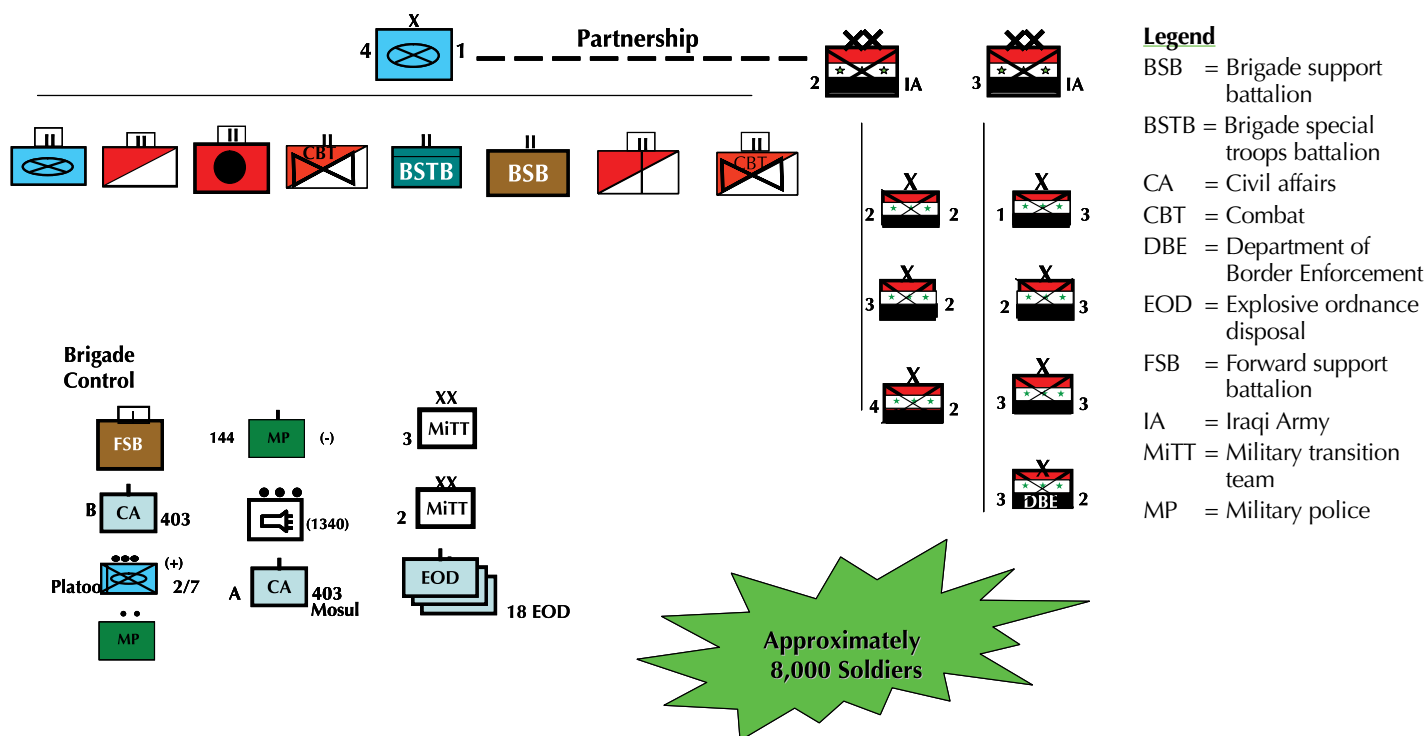 X
4 1
Partnership
XX
2 IA
XX
3 IA
II
II
II
II
CBT
II
BSTB
II
BSB
II
II
CBT
X
2 2
X
3 2
X
4 2
X
1 3
X
2 3
X
3 3
X
3 DBE 2
Brigade
Control
I
FSB
I
B CA 403
(+)
Platoo 2/7
MP
I
144 MP (-)
(1340)
I
A CA 403
Mosul
XX
3 MiTT
XX
2 MiTT
I
EOD
18 EOD
Approximately
8,000 Soldiers
Legend
BSB = Brigade support
battalion
BSTB = Brigade special
troops battalion
CA = Civil affairs
CBT = Combat
DBE = Department of
Border Enforcement
EOD = Explosive ordnance
disposal
FSB = Forward support
battalion
IA = Iraqi Army
MiTT = Military transition
team
MP = Military police